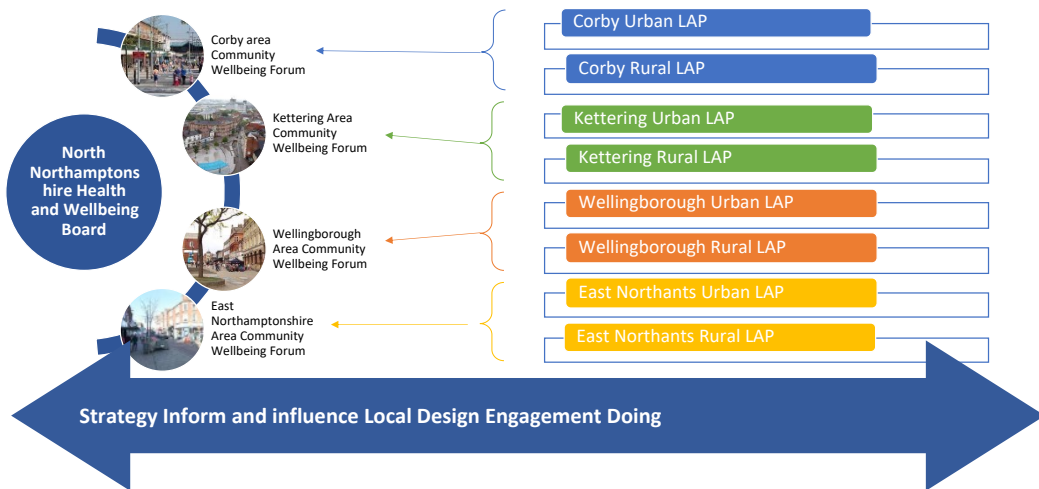 North
Northamptons
hire Health
and Wellbeing
Board
Corby area
Community
Wellbeing Forum
Kettering Area
Community
Wellbeing Forum
Wellingborough
Area Community
Wellbeing Forum
East
Northamptonshire
Area Community
Wellbeing Forum
Corby Urban LAP
Corby Rural LAP
Kettering Urban LAP
Kettering Rural LAP
Wellingborough Urban LAP
Wellingborough Rural LAP
East Northants Urban LAP
East Northants Rural LAP
Strategy Inform and influence Local Design Engagement Doing